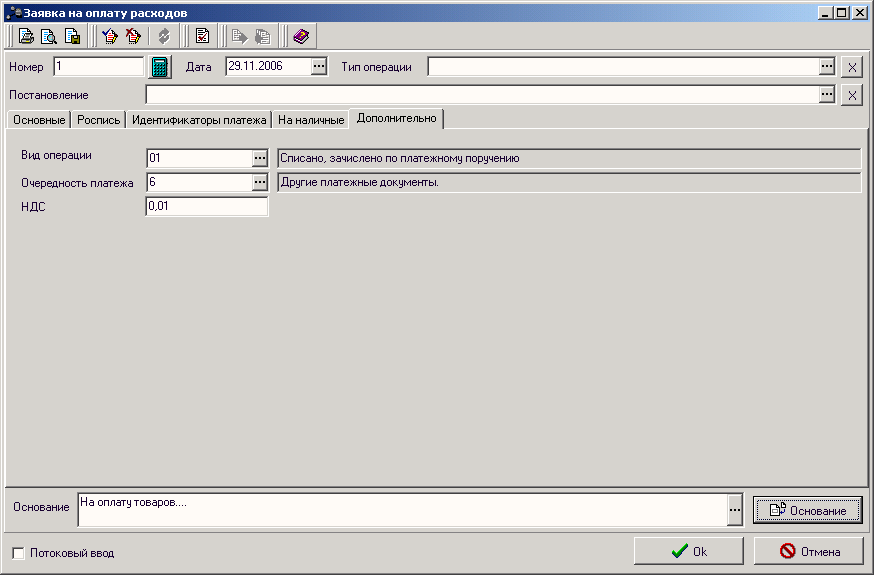 Заявка на оплату расходов
Номер 1 Дата 29.11.2006 ... Тип операции ... X
Постановление ... X
Основные Роспись Идентификаторы платежа На наличные Дополнительно
Вид операции 01 ... Списано, зачислено по платежному поручению
Очередность платежа 6 ... Другие платежные документы.
НДС 0,01
Основание На оплату товаров.... ... Основание
Потоковый ввод Ok Отмена